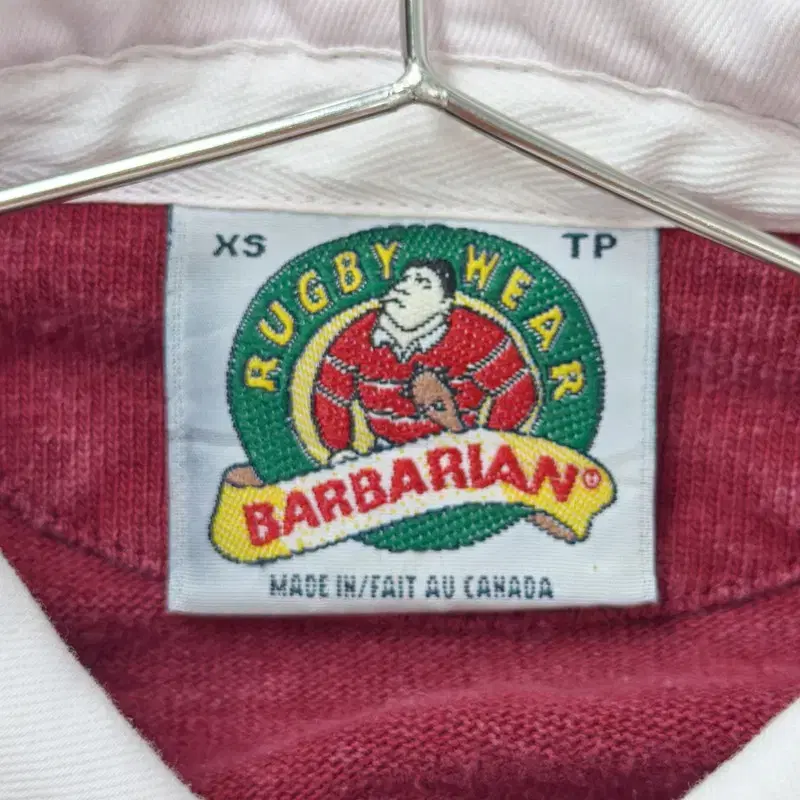 XS TP
RUGBY WEAR
BARBARIAN®
MADE IN/FAIT AU CANADA